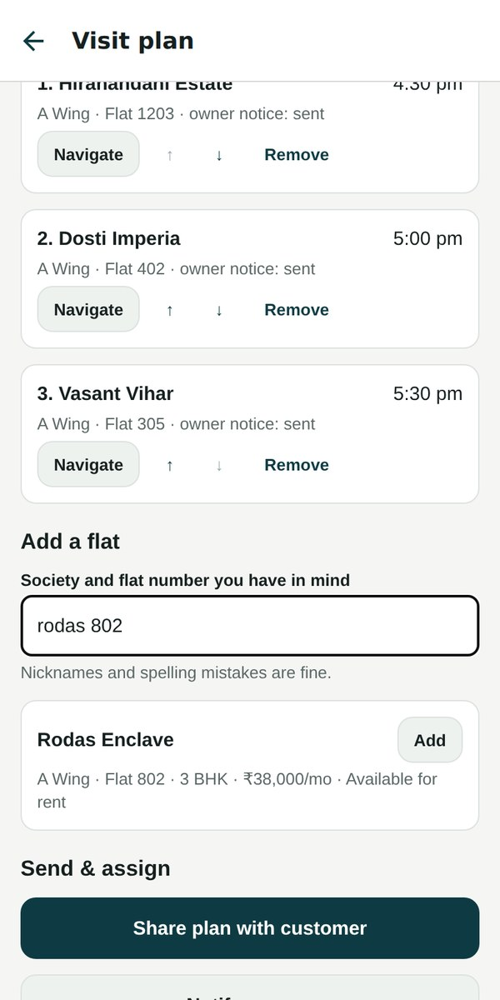 Visit plan
1. Hiranandani Estate 4:30 pm
A Wing · Flat 1203 · owner notice: sent
Navigate ↑ ↓ Remove
2. Dosti Imperia 5:00 pm
A Wing · Flat 402 · owner notice: sent
Navigate ↑ ↓ Remove
3. Vasant Vihar 5:30 pm
A Wing · Flat 305 · owner notice: sent
Navigate ↑ ↓ Remove
Add a flat
Society and flat number you have in mind
rodas 802
Nicknames and spelling mistakes are fine.
Rodas Enclave Add
A Wing · Flat 802 · 3 BHK · ₹38,000/mo · Available for
rent
Send & assign
Share plan with customer